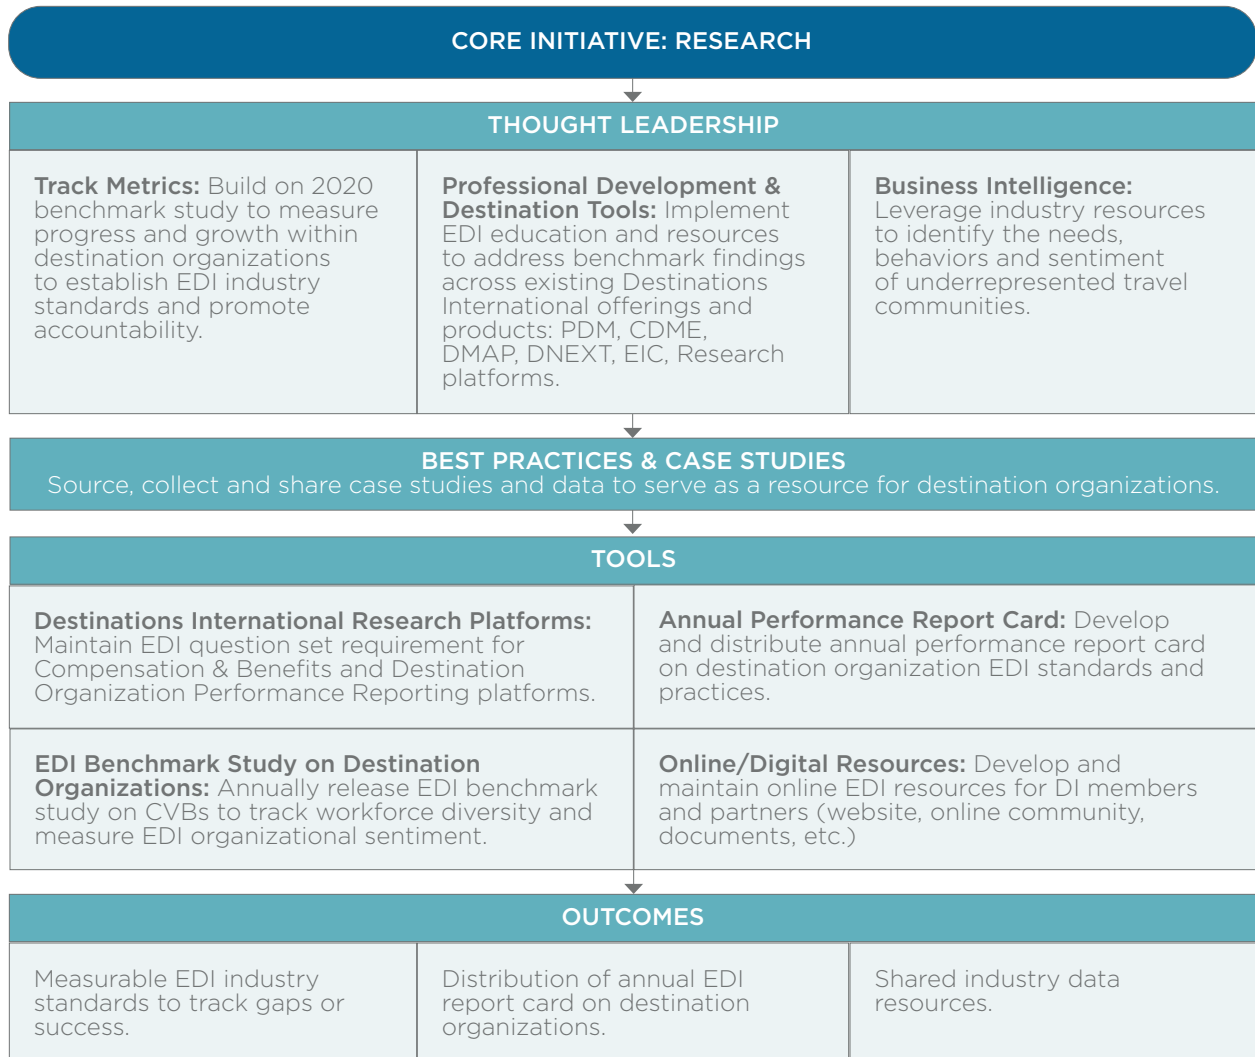 CORE INITIATIVE: RESEARCH
THOUGHT LEADERSHIP
Track Metrics: Build on 2020
benchmark study to measure
progress and growth within
destination organizations
to establish EDI industry
standards and promote
accountability.
Professional Development &
Destination Tools: Implement
EDI education and resources
to address benchmark findings
across existing Destinations
International offerings and
products: PDM, CDME,
DMAP, DNEXT, EIC, Research
platforms.
Business Intelligence:
Leverage industry resources
to identify the needs,
behaviors and sentiment
of underrepresented travel
communities.
BEST PRACTICES & CASE STUDIES
Source, collect and share case studies and data to serve as a resource for destination organizations.
TOOLS
Destinations International Research Platforms:
Maintain EDI question set requirement for
Compensation & Benefits and Destination
Organization Performance Reporting platforms.
Annual Performance Report Card: Develop
and distribute annual performance report card
on destination organization EDI standards and
practices.
EDI Benchmark Study on Destination
Organizations: Annually release EDI benchmark
study on CVBs to track workforce diversity and
measure EDI organizational sentiment.
Online/Digital Resources: Develop and
maintain online EDI resources for DI members
and partners (website, online community,
documents, etc.)
OUTCOMES
Measurable EDI industry
standards to track gaps or
success.
Distribution of annual EDI
report card on destination
organizations.
Shared industry data
resources.